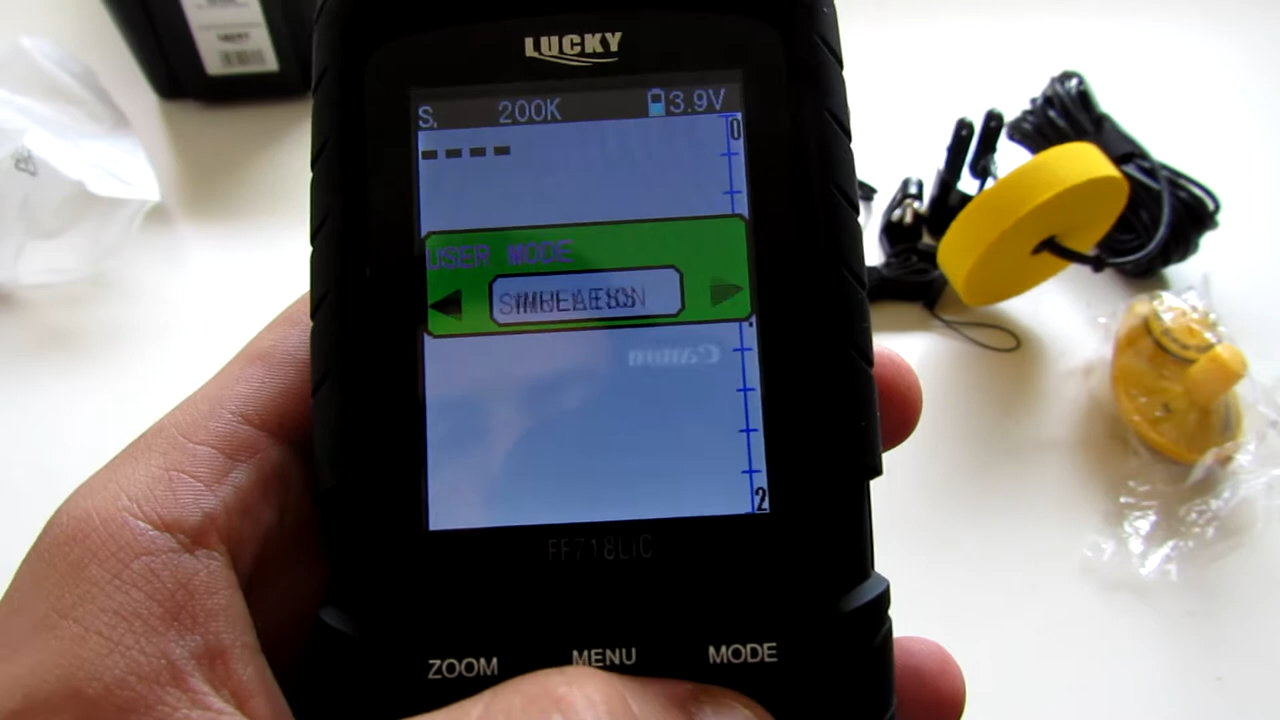 LUCKY
S. 200K 3.9V
0
----
USER MODE
2
FF718LiC
ZOOM MENU MODE